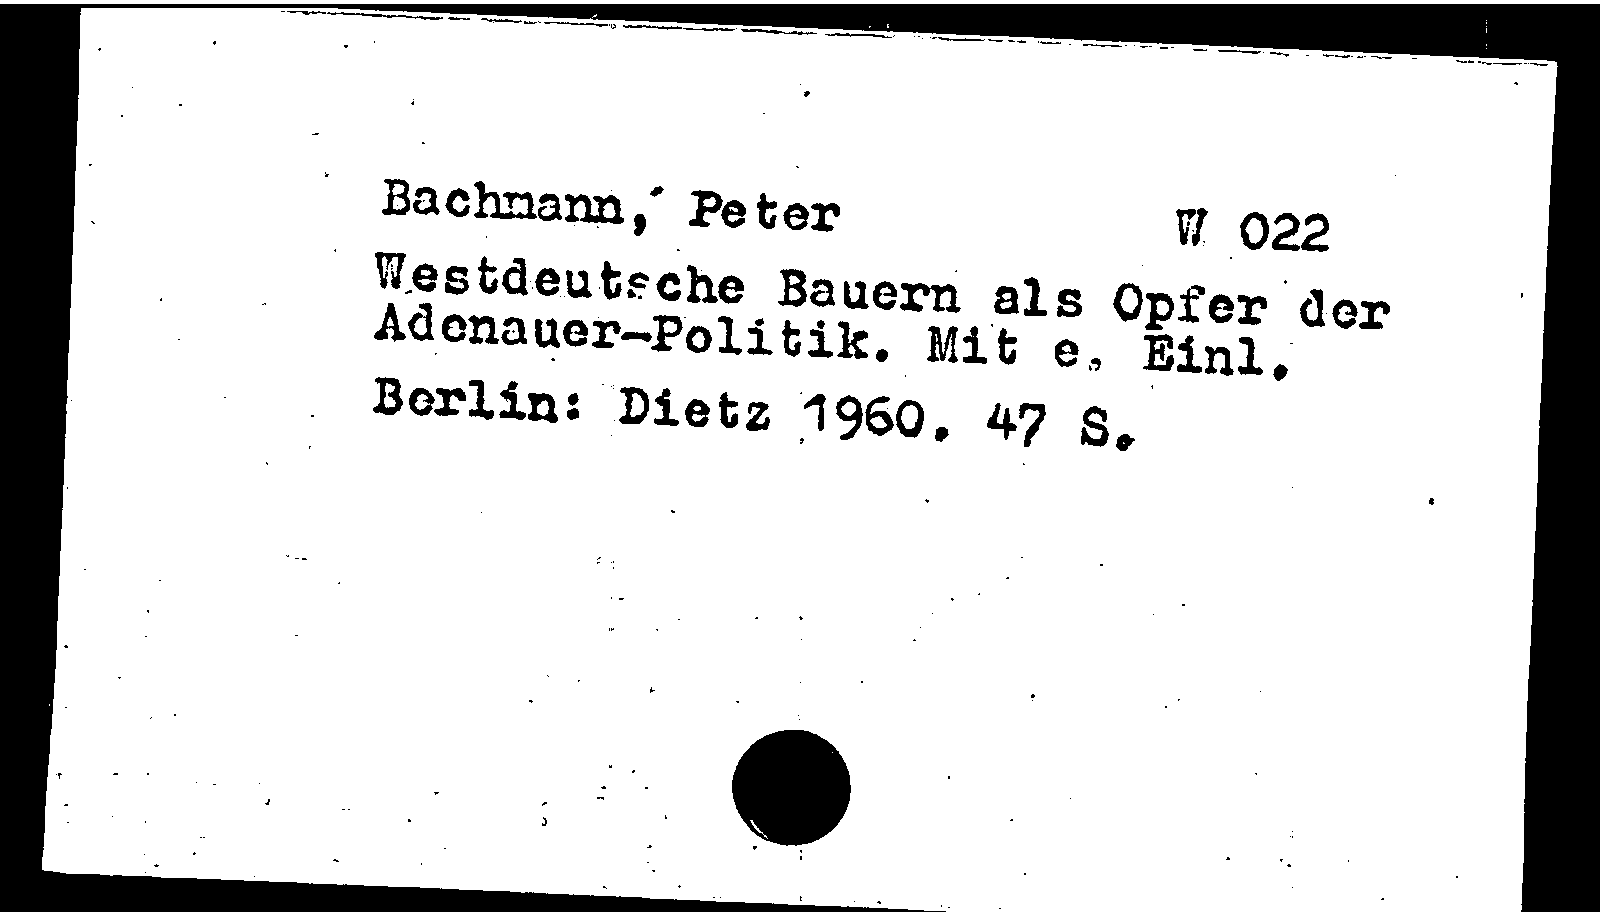 Bachmann, Peter W 022
Westdeutsche Bauern als Opfer der
Adenauer-Politik. Mit e. Einl.
Berlin: Dietz 1960. 47 S.